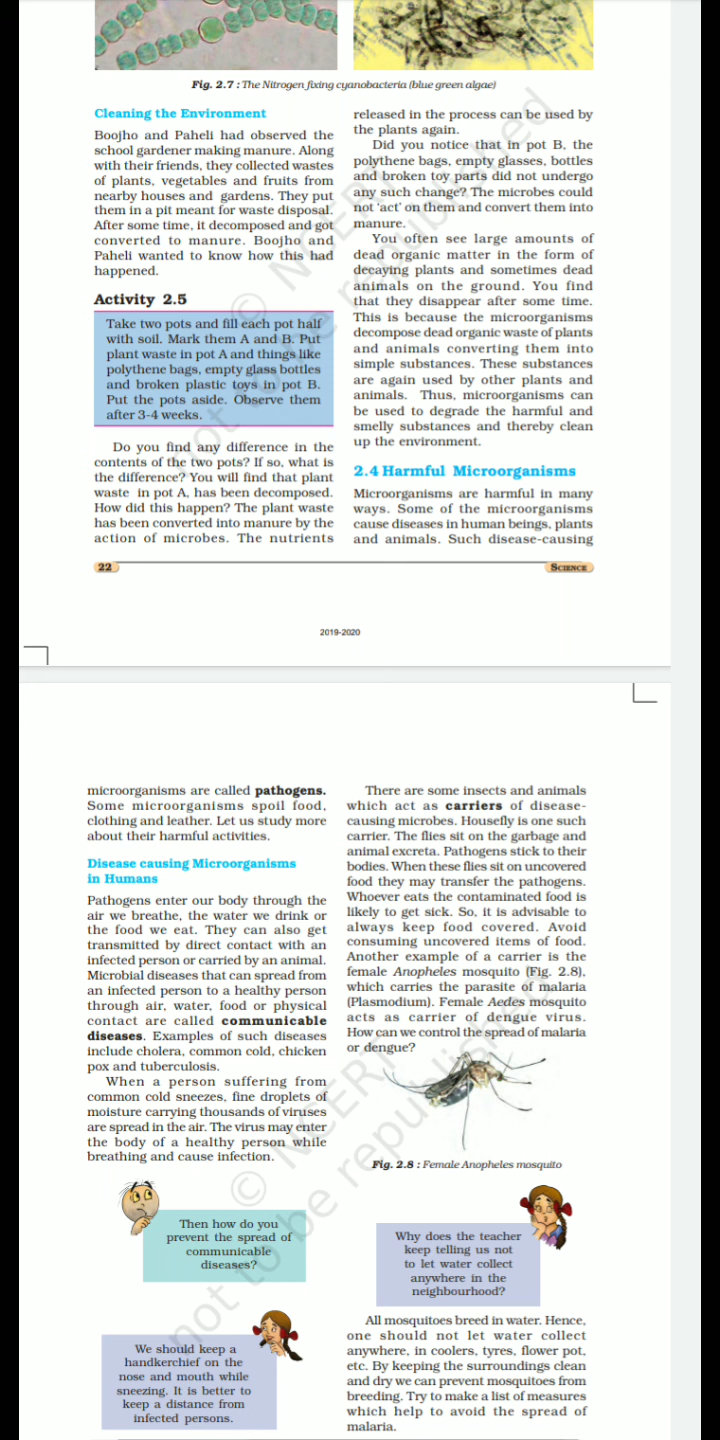 Fig. 2.7 : The Nitrogen fixing cyanobacteria (blue green algae)
Cleaning the Environment
Boojho and Paheli had observed the
school gardener making manure. Along
with their friends, they collected wastes
of plants, vegetables and fruits from
nearby houses and gardens. They put
them in a pit meant for waste disposal.
After some time, it decomposed and got
converted to manure. Boojho and
Paheli wanted to know how this had
happened.
Activity 2.5
Take two pots and fill each pot half
with soil. Mark them A and B. Put
plant waste in pot A and things like
polythene bags, empty glass bottles
and broken plastic toys in pot B.
Put the pots aside. Observe them
after 3-4 weeks.
Do you find any difference in the
contents of the two pots? If so, what is
the difference? You will find that plant
waste in pot A, has been decomposed.
How did this happen? The plant waste
has been converted into manure by the
action of microbes. The nutrients
released in the process can be used by
the plants again.
Did you notice that in pot B, the
polythene bags, empty glasses, bottles
and broken toy parts did not undergo
any such change? The microbes could
not 'act' on them and convert them into
manure.
You often see large amounts of
dead organic matter in the form of
decaying plants and sometimes dead
animals on the ground. You find
that they disappear after some time.
This is because the microorganisms
decompose dead organic waste of plants
and animals converting them into
simple substances. These substances
are again used by other plants and
animals. Thus, microorganisms can
be used to degrade the harmful and
smelly substances and thereby clean
up the environment.
2.4 Harmful Microorganisms
Microorganisms are harmful in many
ways. Some of the microorganisms
cause diseases in human beings, plants
and animals. Such disease-causing
22
SCIENCE
2019-2020
© NCERT
not to be republished
microorganisms are called pathogens.
Some microorganisms spoil food,
clothing and leather. Let us study more
about their harmful activities.
Disease causing Microorganisms
in Humans
Pathogens enter our body through the
air we breathe, the water we drink or
the food we eat. They can also get
transmitted by direct contact with an
infected person or carried by an animal.
Microbial diseases that can spread from
an infected person to a healthy person
through air, water, food or physical
contact are called communicable
diseases. Examples of such diseases
include cholera, common cold, chicken
pox and tuberculosis.
When a person suffering from
common cold sneezes, fine droplets of
moisture carrying thousands of viruses
are spread in the air. The virus may enter
the body of a healthy person while
breathing and cause infection.
Then how do you
prevent the spread of
communicable
diseases?
We should keep a
handkerchief on the
nose and mouth while
sneezing. It is better to
keep a distance from
infected persons.
There are some insects and animals
which act as carriers of disease-
causing microbes. Housefly is one such
carrier. The flies sit on the garbage and
animal excreta. Pathogens stick to their
bodies. When these flies sit on uncovered
food they may transfer the pathogens.
Whoever eats the contaminated food is
likely to get sick. So, it is advisable to
always keep food covered. Avoid
consuming uncovered items of food.
Another example of a carrier is the
female Anopheles mosquito (Fig. 2.8),
which carries the parasite of malaria
(Plasmodium). Female Aedes mosquito
acts as carrier of dengue virus.
How can we control the spread of malaria
or dengue?
Fig. 2.8 : Female Anopheles mosquito
Why does the teacher
keep telling us not
to let water collect
anywhere in the
neighbourhood?
All mosquitoes breed in water. Hence,
one should not let water collect
anywhere, in coolers, tyres, flower pot,
etc. By keeping the surroundings clean
and dry we can prevent mosquitoes from
breeding. Try to make a list of measures
which help to avoid the spread of
malaria.
© NCERT
not to be republished